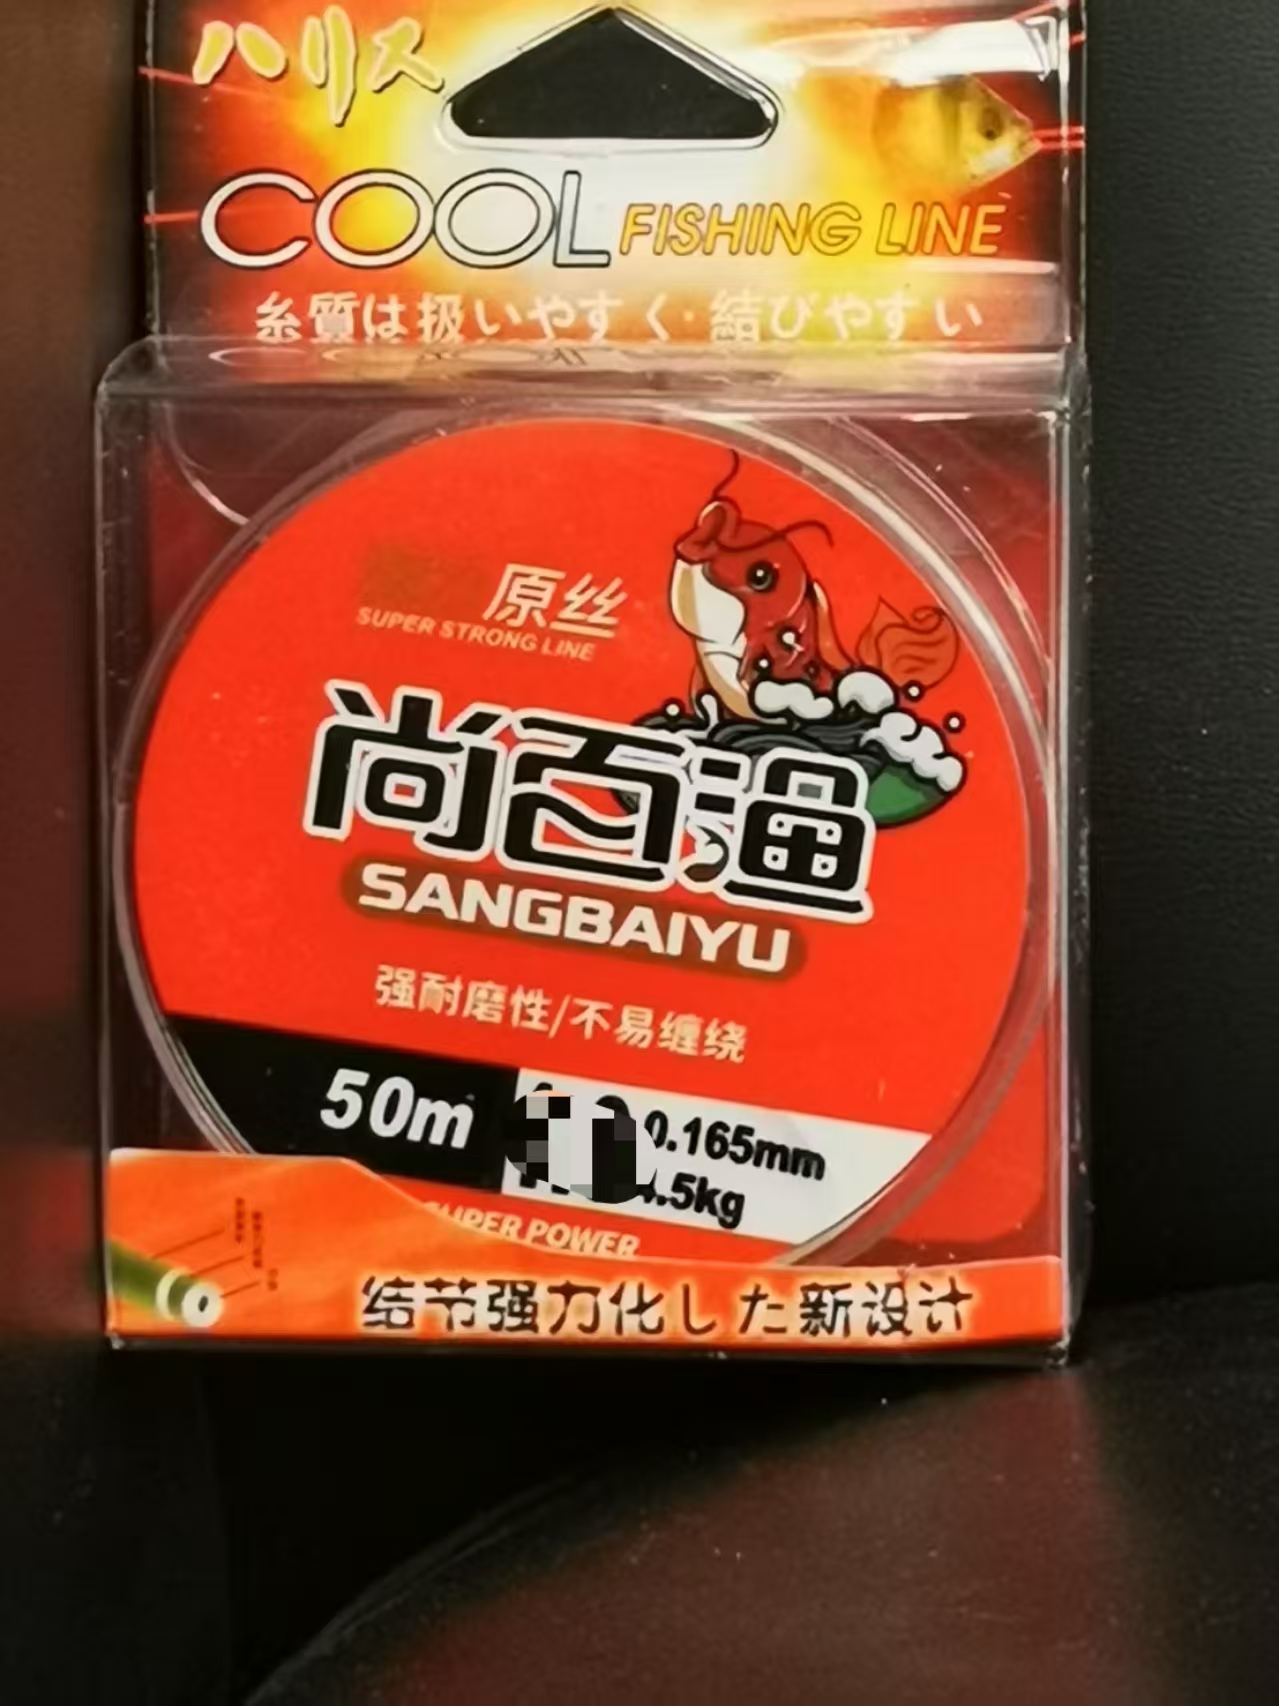 ハリス
COOL FISHING LINE
糸質は扱いやすく·結びやすい
原丝
SUPER STRONG LINE
尚百渔
SANGBAIYU
强耐磨性/不易缠绕
50m
0.165mm
.5kg
SUPER POWER
结节强力化した新设计